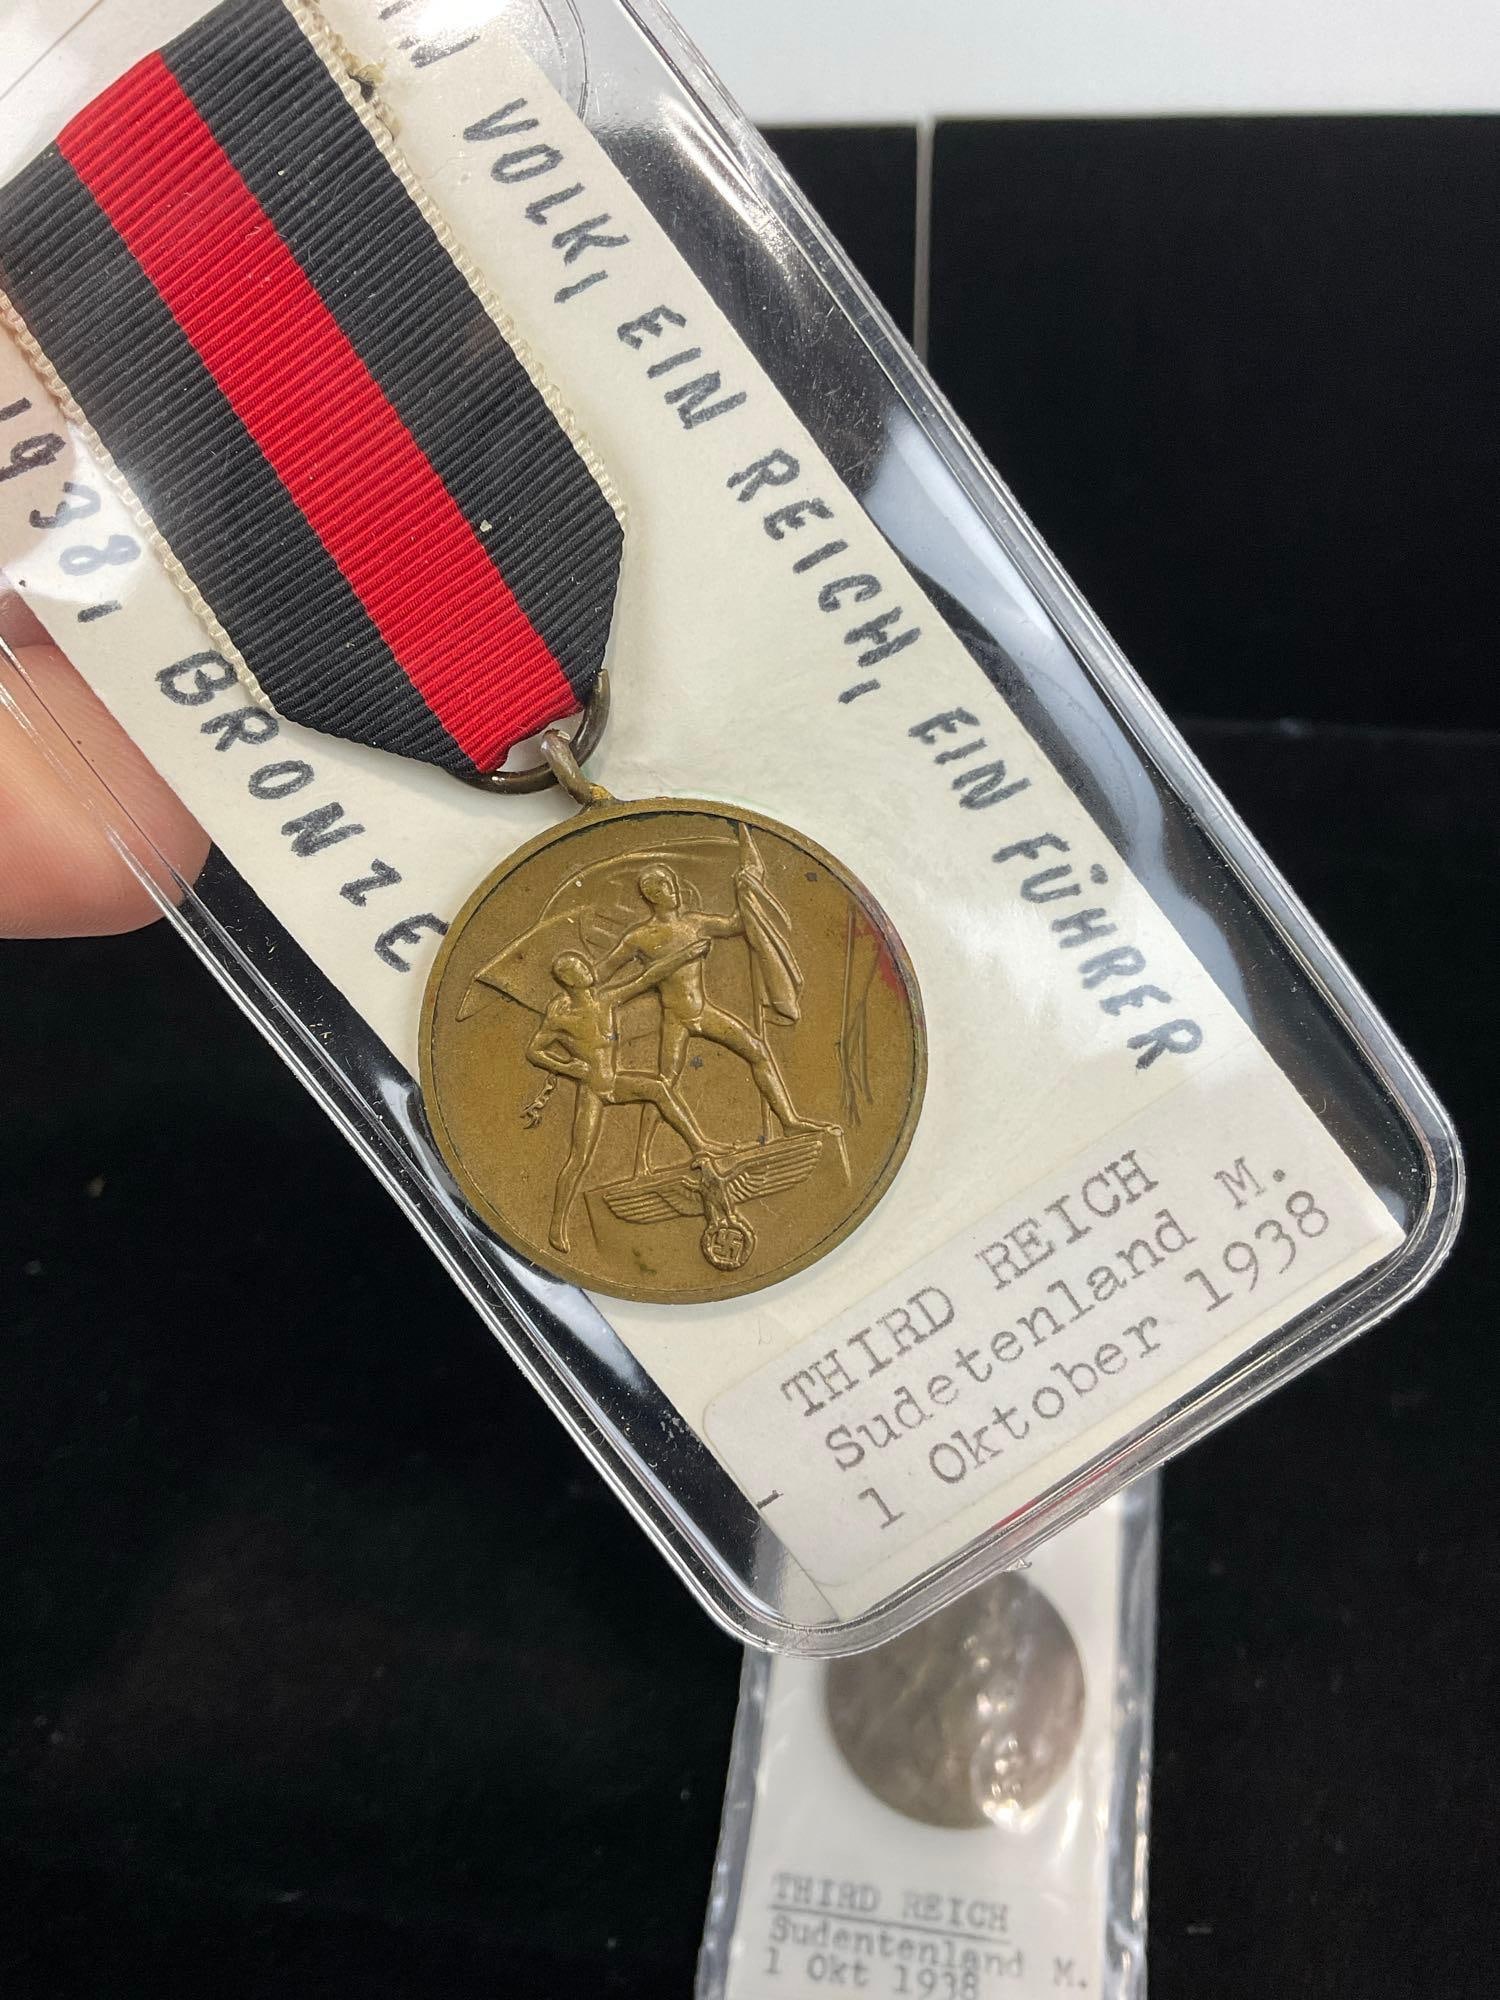 VOLK, EIN REICH, EIN FÜHRER
1938, BRONZE
THIRD REICH
Sudetenland M.
1 Oktober 1938
THIRD REICH
Sudentenland M.
1 Okt 1938